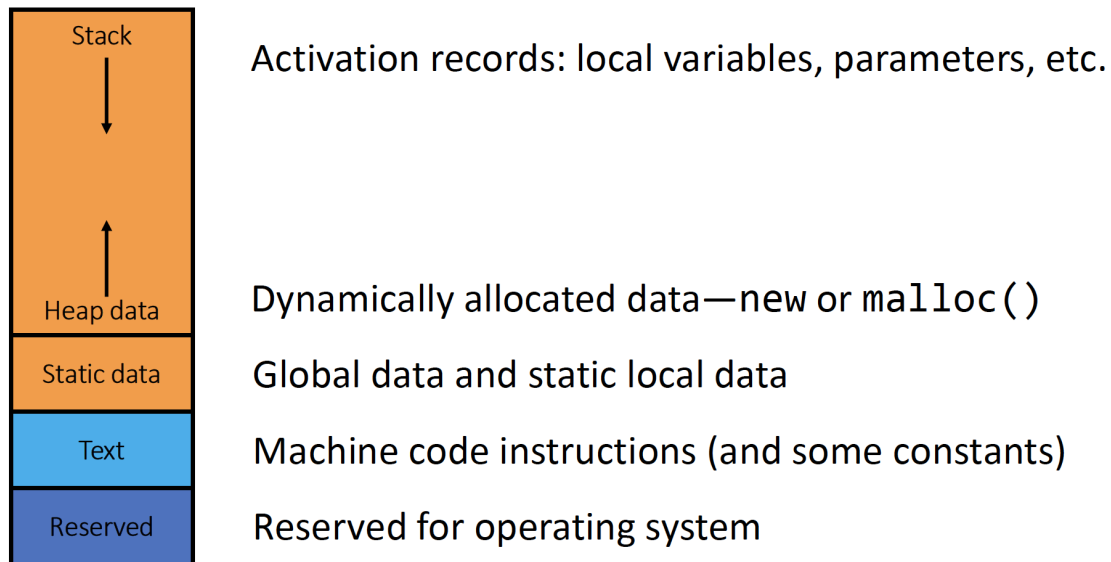 Stack
Activation records: local variables, parameters, etc.
Heap data
Dynamically allocated data—new or malloc()
Static data
Global data and static local data
Text
Machine code instructions (and some constants)
Reserved
Reserved for operating system